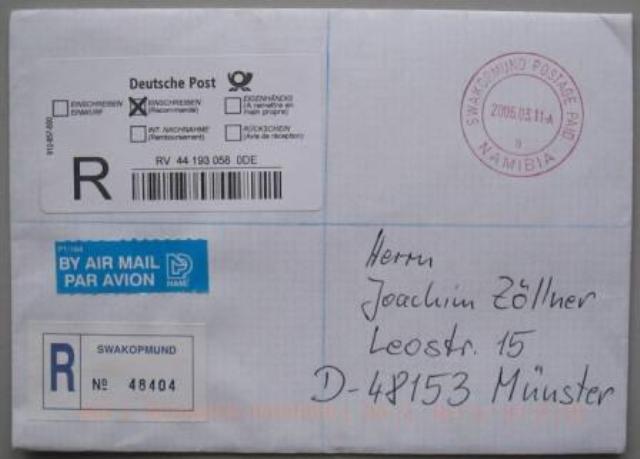 Deutsche Post
EINSCHREIBEN EINWURF
EINSCHREIBEN (Recommandé)
EIGENHÄNDIG (A remettre en main propre)
INT. NACHNAHME (Remboursement)
RÜCKSCHEIN (Avis de réception)
R
RV 44 193 058 0DE
SWAKOPMUND POSTAGE PAID
2006.03.11-A
NAMIBIA
BY AIR MAIL
PAR AVION
R
SWAKOPMUND
Nº 48404
Herrn
Joachim Zöllner
Leostr. 15
D-48153 Münster